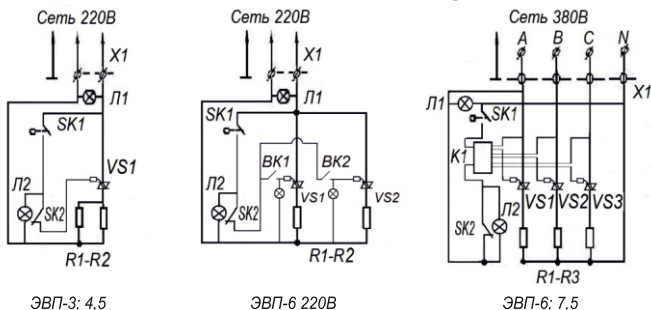 Сеть 220В
X1
Л1
SK1
VS1
Л2
SK2
R1-R2
ЭВП-3; 4,5
Сеть 220В
X1
Л1
SK1
BK1
BK2
Л2
SK2
VS1
VS2
R1-R2
ЭВП-6 220В
Сеть 380В
A B C N
X1
Л1
SK1
K1
VS1 VS2 VS3
SK2
Л2
R1-R3
ЭВП-6; 7,5